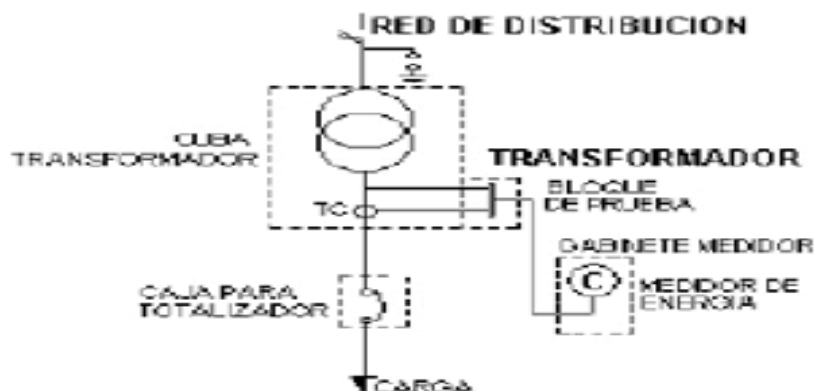 RED DE DISTRIBUCION
CUBA
TRANSFORMADOR
TRANSFORMADOR
BLOQUE
DE PRUEBA
TC
GABINETE MEDIDOR
C
MEDIDOR DE
ENERGIA
CAJA PARA
TOTALIZADOR
CARGA